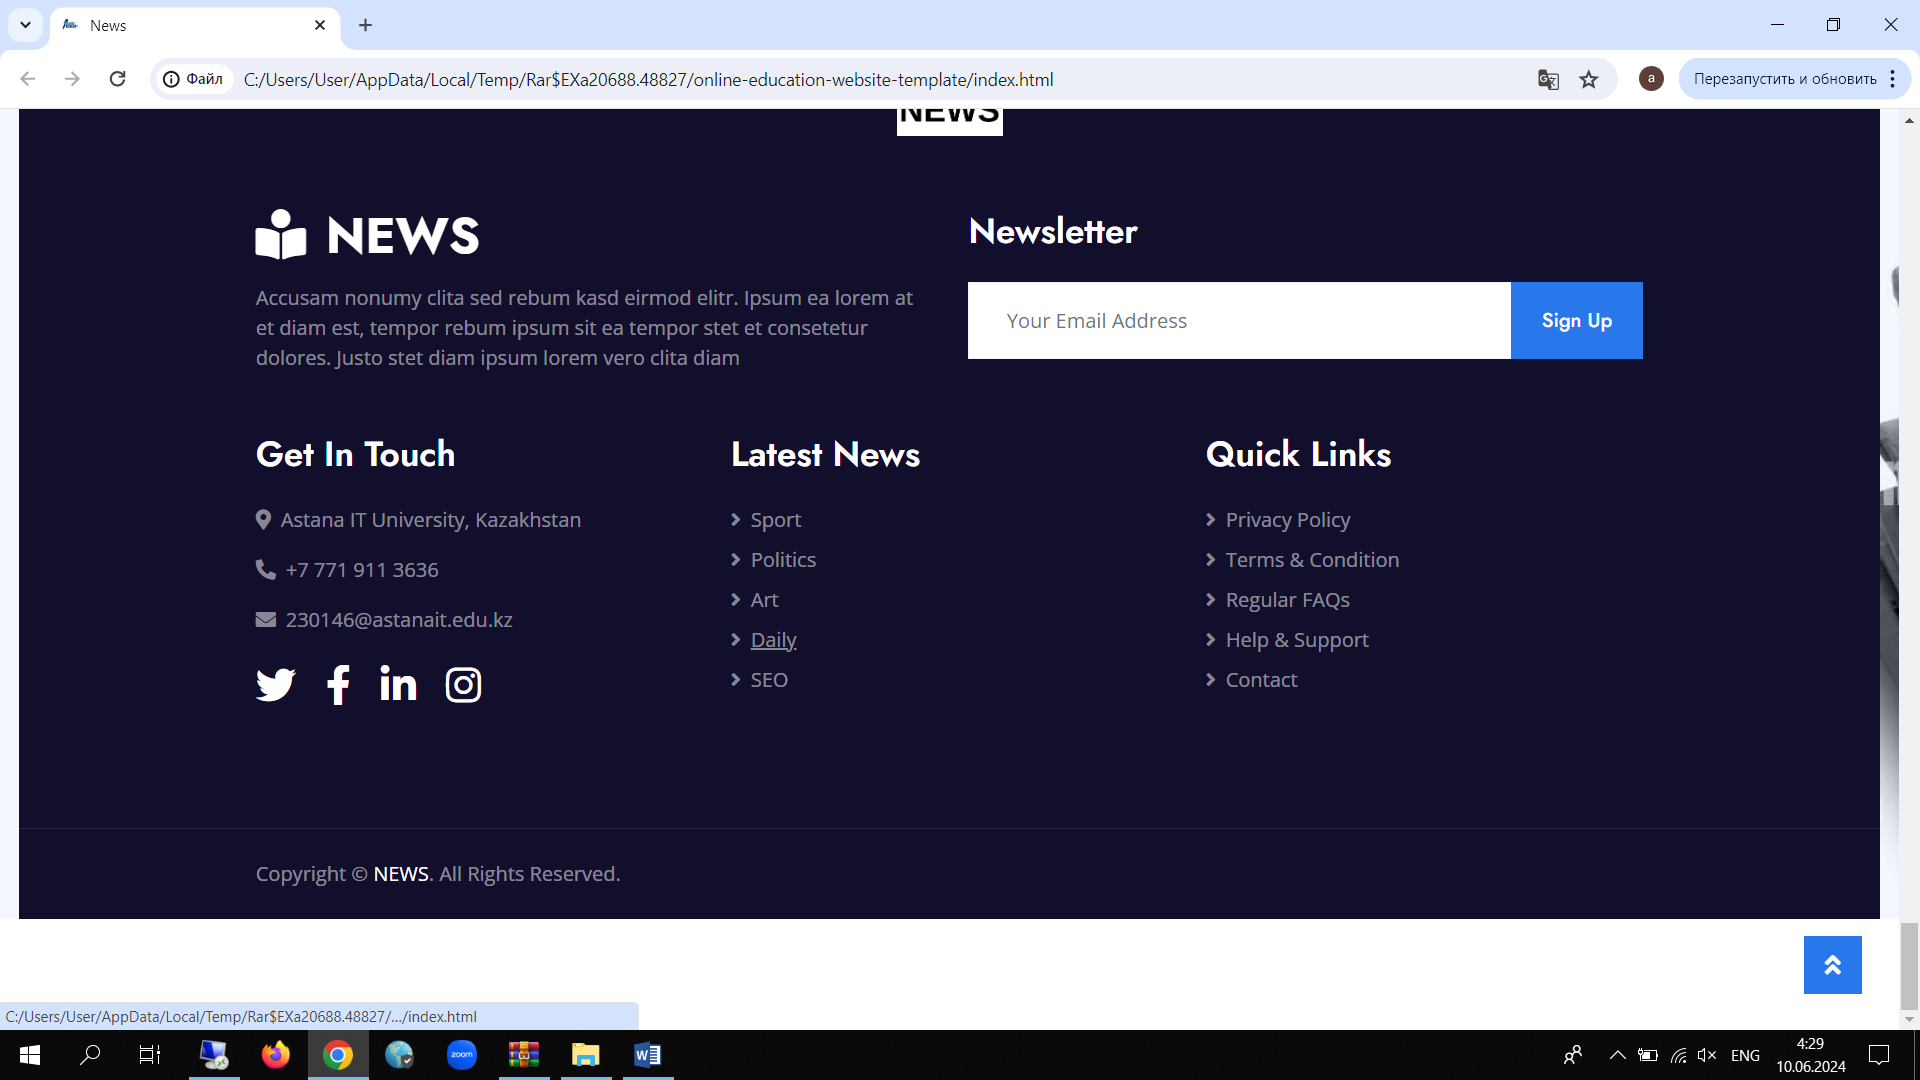 News
Файл
C:/Users/User/AppData/Local/Temp/Rar$EXa20688.48827/online-education-website-template/index.html
a
Перезапустить и обновить
NEWS
NEWS
Accusam nonumy clita sed rebum kasd eirmod elitr. Ipsum ea lorem at
et diam est, tempor rebum ipsum sit ea tempor stet et consetetur
dolores. Justo stet diam ipsum lorem vero clita diam
Newsletter
Your Email Address
Sign Up
Get In Touch
Astana IT University, Kazakhstan
+7 771 911 3636
230146@astanait.edu.kz
Latest News
Sport
Politics
Art
Daily
SEO
Quick Links
Privacy Policy
Terms & Condition
Regular FAQs
Help & Support
Contact
Copyright © NEWS. All Rights Reserved.
C:/Users/User/AppData/Local/Temp/Rar$EXa20688.48827/.../index.html
zoom
ENG
4:29
10.06.2024